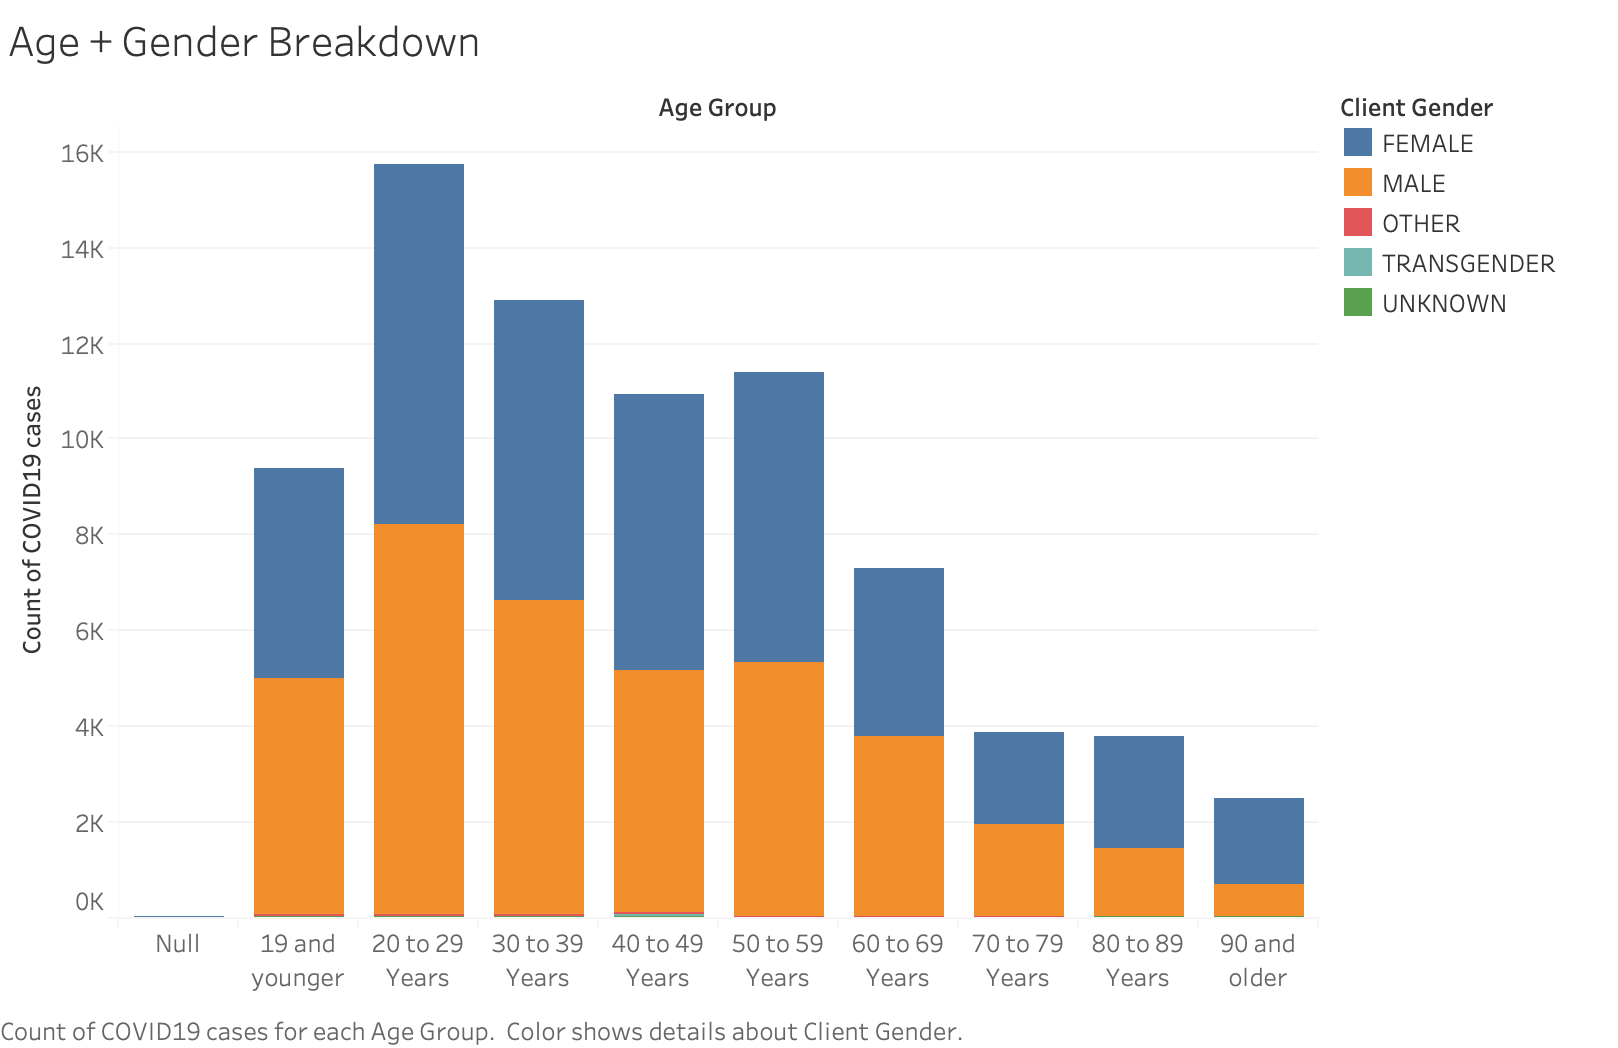 Age + Gender Breakdown
Age Group
Client Gender
FEMALE
MALE
OTHER
TRANSGENDER
UNKNOWN
Count of COVID19 cases
16K
14K
12K
10K
8K
6K
4K
2K
0K
Null
19 and younger
20 to 29 Years
30 to 39 Years
40 to 49 Years
50 to 59 Years
60 to 69 Years
70 to 79 Years
80 to 89 Years
90 and older
Count of COVID19 cases for each Age Group.  Color shows details about Client Gender.